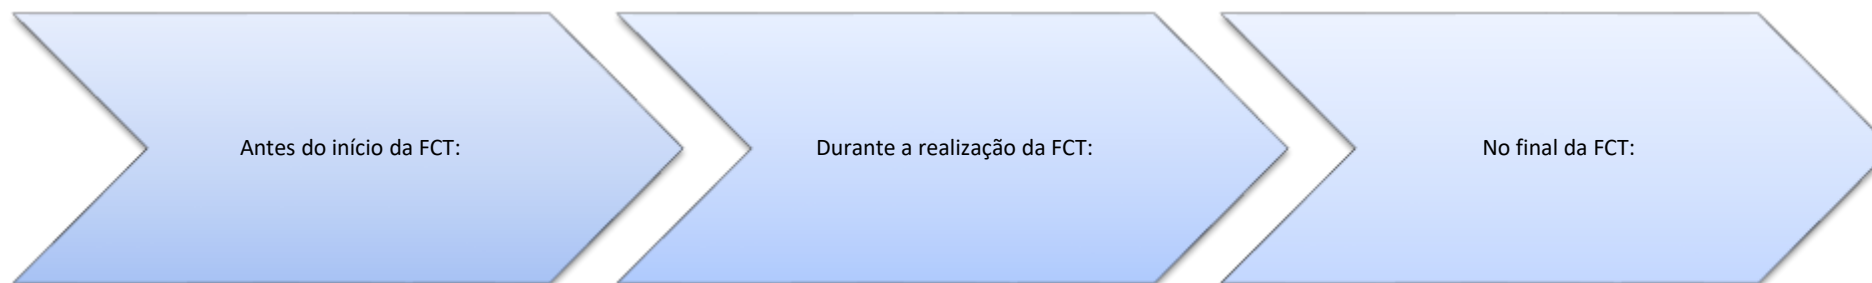 Antes do início da FCT:
Durante a realização da FCT:
No final da FCT: